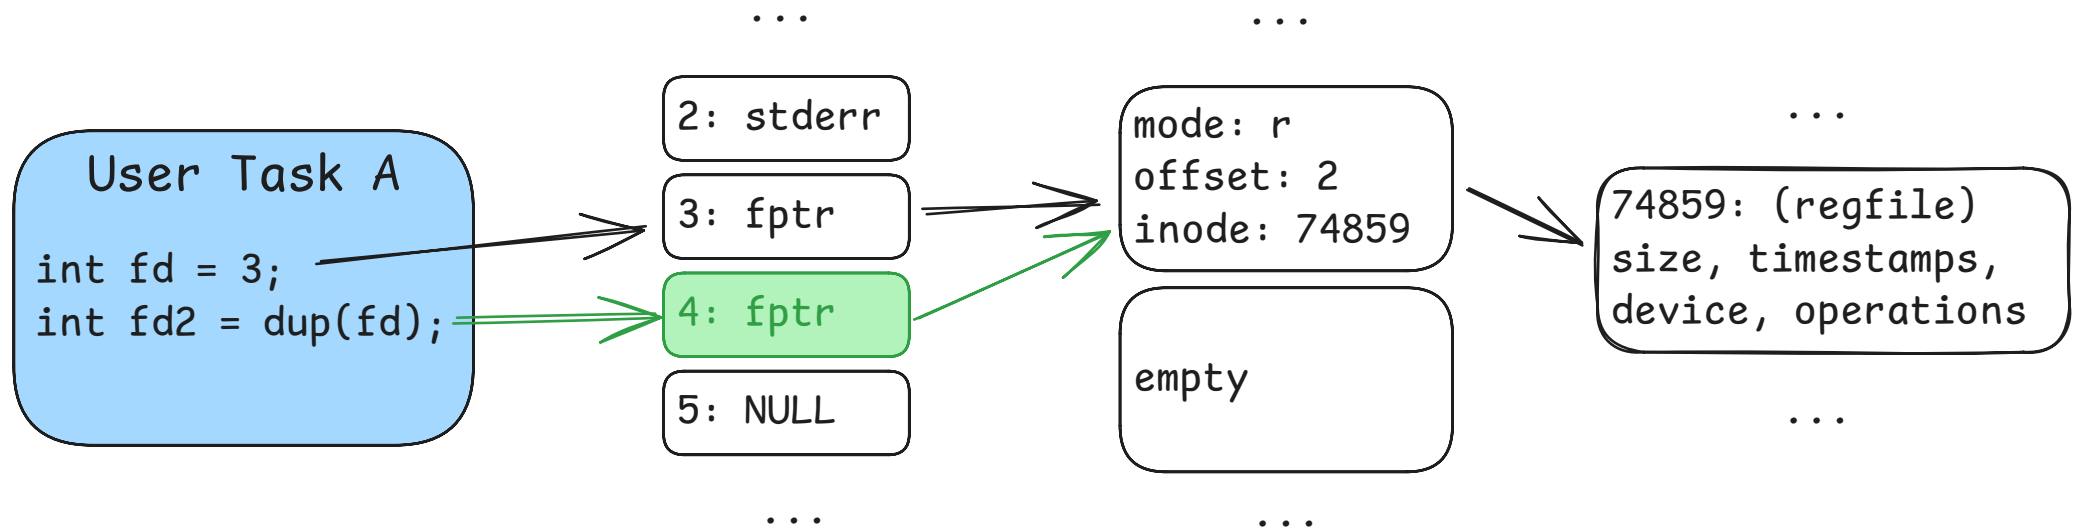 ...
...
2: stderr
3: fptr
4: fptr
5: NULL
...
User Task A
int fd = 3;
int fd2 = dup(fd);
mode: r
offset: 2
inode: 74859
empty
...
...
74859: (regfile)
size, timestamps,
device, operations
...